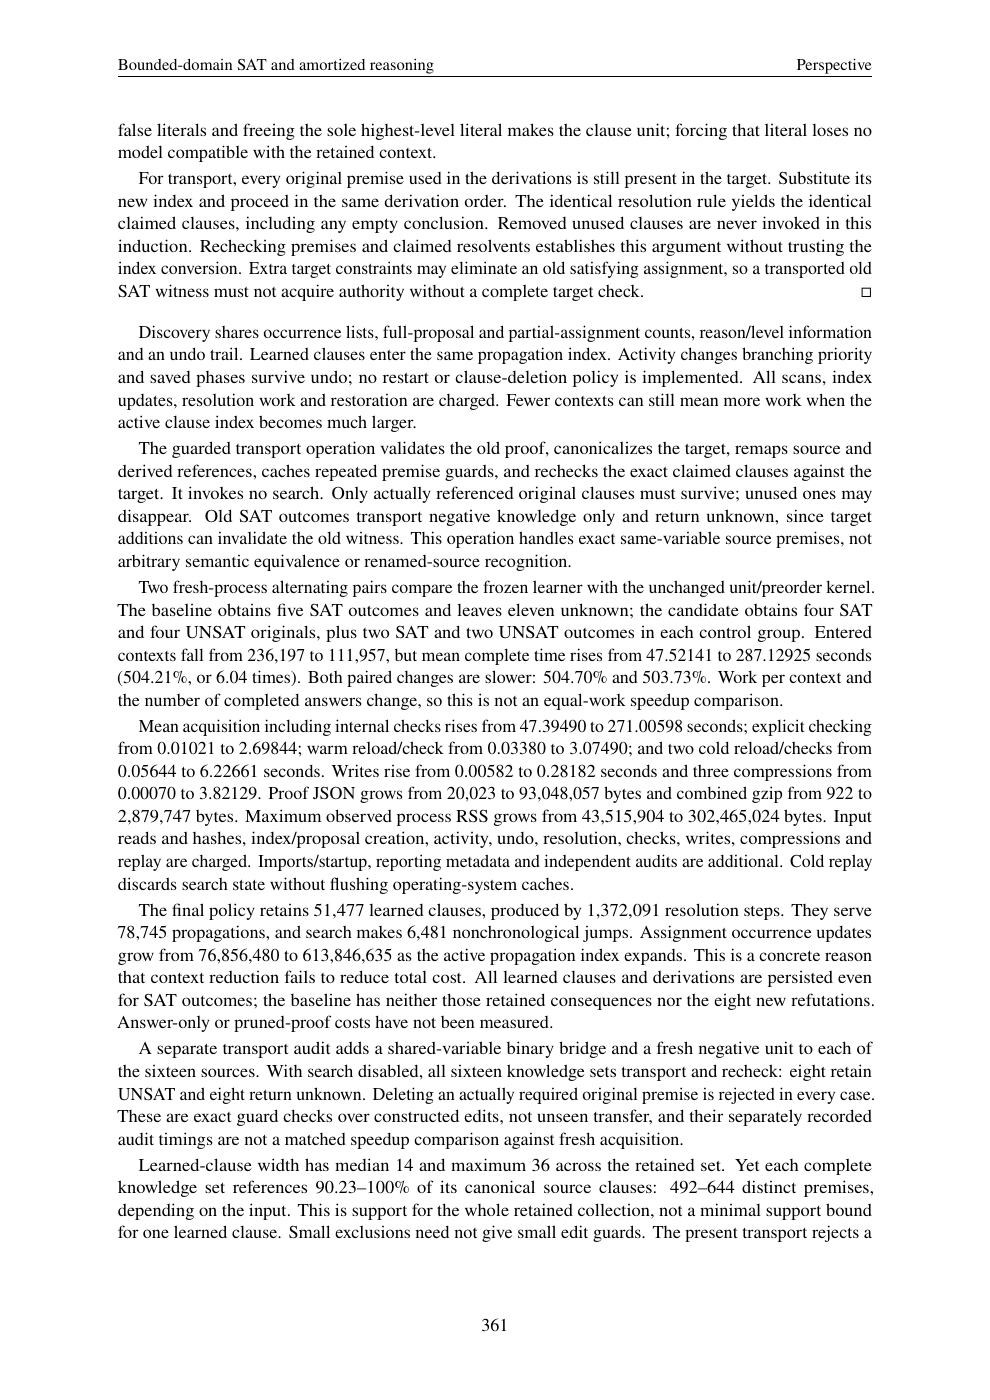 Bounded-domain SAT and amortized reasoning Perspective
false literals and freeing the sole highest-level literal makes the clause unit; forcing that literal loses no
model compatible with the retained context.
For transport, every original premise used in the derivations is still present in the target. Substitute its
new index and proceed in the same derivation order. The identical resolution rule yields the identical
claimed clauses, including any empty conclusion. Removed unused clauses are never invoked in this
induction. Rechecking premises and claimed resolvents establishes this argument without trusting the
index conversion. Extra target constraints may eliminate an old satisfying assignment, so a transported old
SAT witness must not acquire authority without a complete target check. □
Discovery shares occurrence lists, full-proposal and partial-assignment counts, reason/level information
and an undo trail. Learned clauses enter the same propagation index. Activity changes branching priority
and saved phases survive undo; no restart or clause-deletion policy is implemented. All scans, index
updates, resolution work and restoration are charged. Fewer contexts can still mean more work when the
active clause index becomes much larger.
The guarded transport operation validates the old proof, canonicalizes the target, remaps source and
derived references, caches repeated premise guards, and rechecks the exact claimed clauses against the
target. It invokes no search. Only actually referenced original clauses must survive; unused ones may
disappear. Old SAT outcomes transport negative knowledge only and return unknown, since target
additions can invalidate the old witness. This operation handles exact same-variable source premises, not
arbitrary semantic equivalence or renamed-source recognition.
Two fresh-process alternating pairs compare the frozen learner with the unchanged unit/preorder kernel.
The baseline obtains five SAT outcomes and leaves eleven unknown; the candidate obtains four SAT
and four UNSAT originals, plus two SAT and two UNSAT outcomes in each control group. Entered
contexts fall from 236,197 to 111,957, but mean complete time rises from 47.52141 to 287.12925 seconds
(504.21%, or 6.04 times). Both paired changes are slower: 504.70% and 503.73%. Work per context and
the number of completed answers change, so this is not an equal-work speedup comparison.
Mean acquisition including internal checks rises from 47.39490 to 271.00598 seconds; explicit checking
from 0.01021 to 2.69844; warm reload/check from 0.03380 to 3.07490; and two cold reload/checks from
0.05644 to 6.22661 seconds. Writes rise from 0.00582 to 0.28182 seconds and three compressions from
0.00070 to 3.82129. Proof JSON grows from 20,023 to 93,048,057 bytes and combined gzip from 922 to
2,879,747 bytes. Maximum observed process RSS grows from 43,515,904 to 302,465,024 bytes. Input
reads and hashes, index/proposal creation, activity, undo, resolution, checks, writes, compressions and
replay are charged. Imports/startup, reporting metadata and independent audits are additional. Cold replay
discards search state without flushing operating-system caches.
The final policy retains 51,477 learned clauses, produced by 1,372,091 resolution steps. They serve
78,745 propagations, and search makes 6,481 nonchronological jumps. Assignment occurrence updates
grow from 76,856,480 to 613,846,635 as the active propagation index expands. This is a concrete reason
that context reduction fails to reduce total cost. All learned clauses and derivations are persisted even
for SAT outcomes; the baseline has neither those retained consequences nor the eight new refutations.
Answer-only or pruned-proof costs have not been measured.
A separate transport audit adds a shared-variable binary bridge and a fresh negative unit to each of
the sixteen sources. With search disabled, all sixteen knowledge sets transport and recheck: eight retain
UNSAT and eight return unknown. Deleting an actually required original premise is rejected in every case.
These are exact guard checks over constructed edits, not unseen transfer, and their separately recorded
audit timings are not a matched speedup comparison against fresh acquisition.
Learned-clause width has median 14 and maximum 36 across the retained set. Yet each complete
knowledge set references 90.23–100% of its canonical source clauses: 492–644 distinct premises,
depending on the input. This is support for the whole retained collection, not a minimal support bound
for one learned clause. Small exclusions need not give small edit guards. The present transport rejects a
361